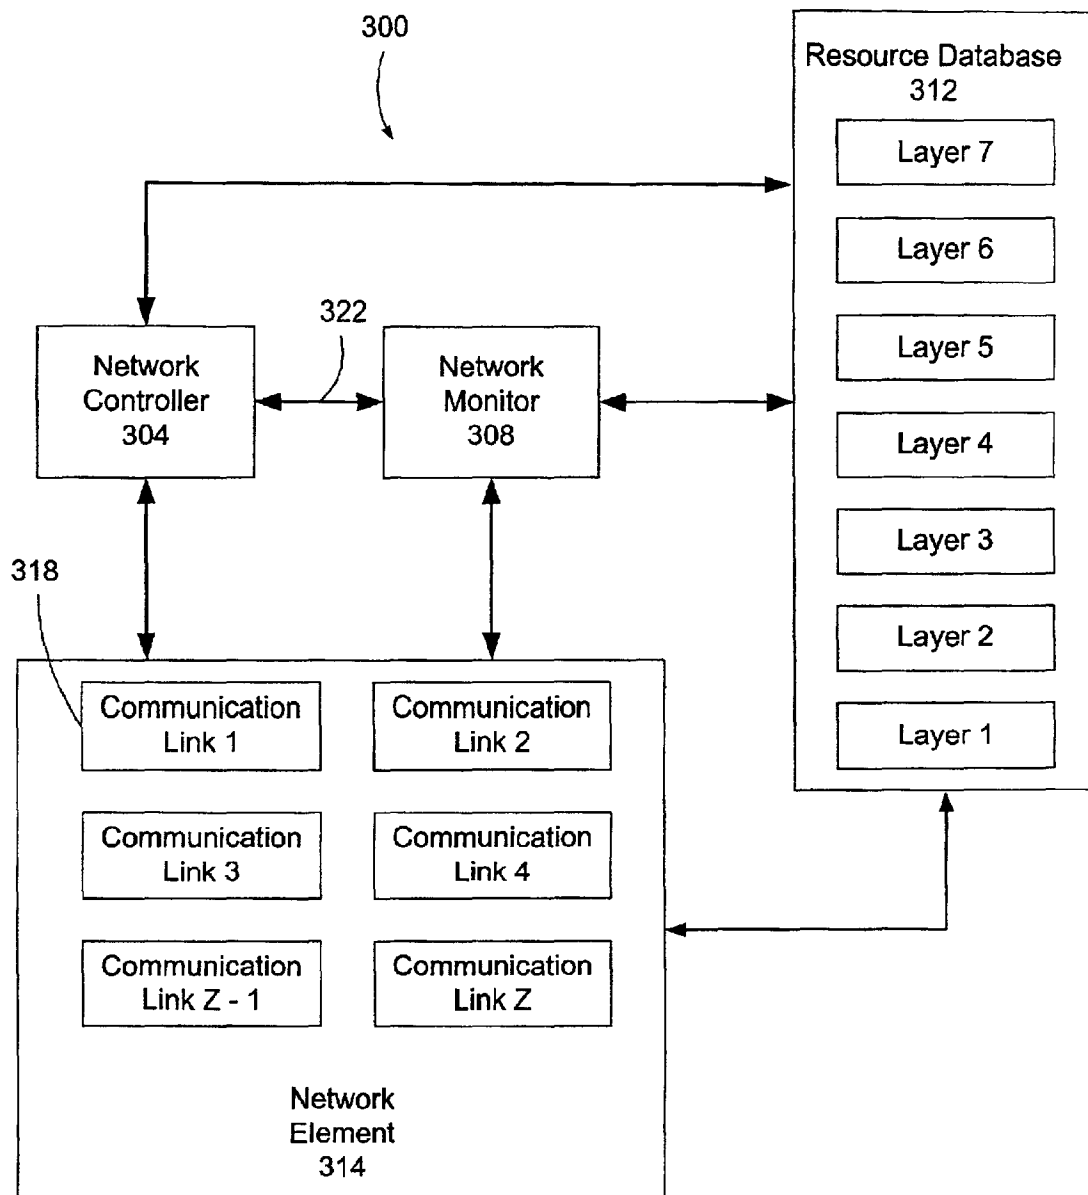 300
Resource Database
312
Layer 7
Layer 6
Layer 5
Layer 4
Layer 3
Layer 2
Layer 1
322
Network
Controller
304
Network
Monitor
308
318
Communication
Link 1
Communication
Link 2
Communication
Link 3
Communication
Link 4
Communication
Link Z - 1
Communication
Link Z
Network
Element
314